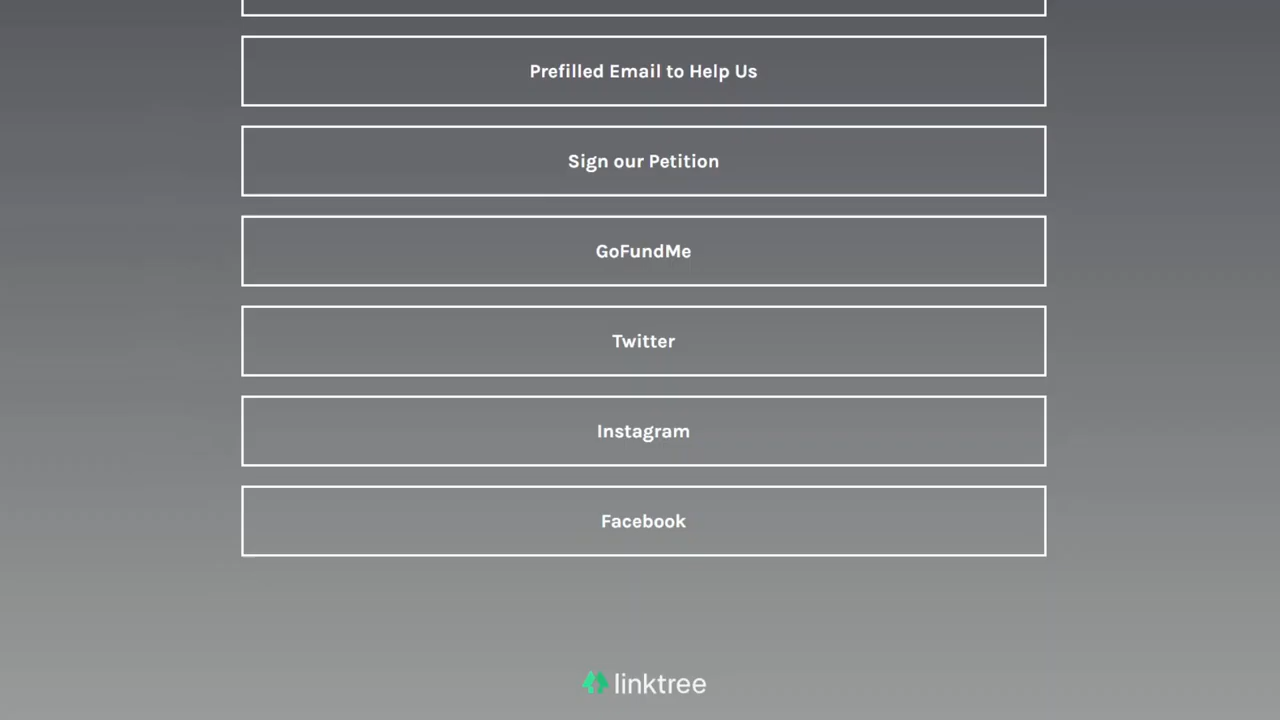 Prefilled Email to Help Us
Sign our Petition
GoFundMe
Twitter
Instagram
Facebook
linktree